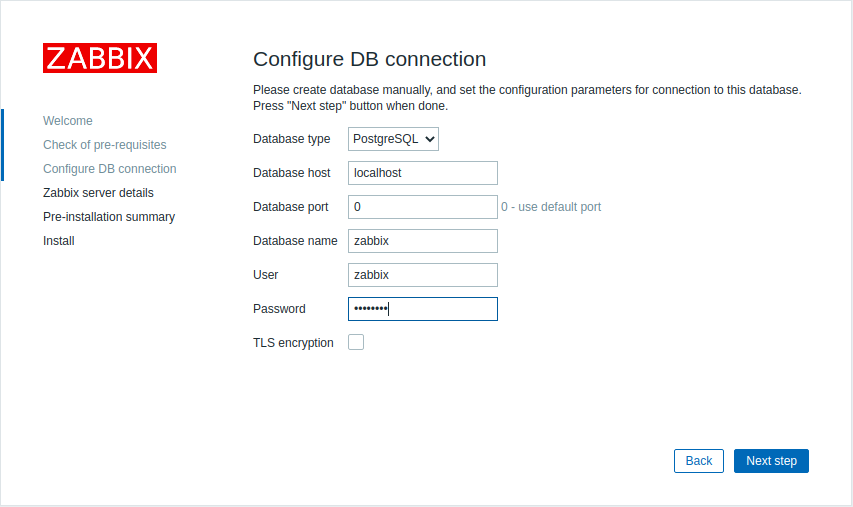 ZABBIX
Welcome
Check of pre-requisites
Configure DB connection
Zabbix server details
Pre-installation summary
Install
Configure DB connection
Please create database manually, and set the configuration parameters for connection to this database.
Press "Next step" button when done.
Database type PostgreSQL
Database host localhost
Database port 0 0 - use default port
Database name zabbix
User zabbix
Password ••••••••
TLS encryption
Back Next step